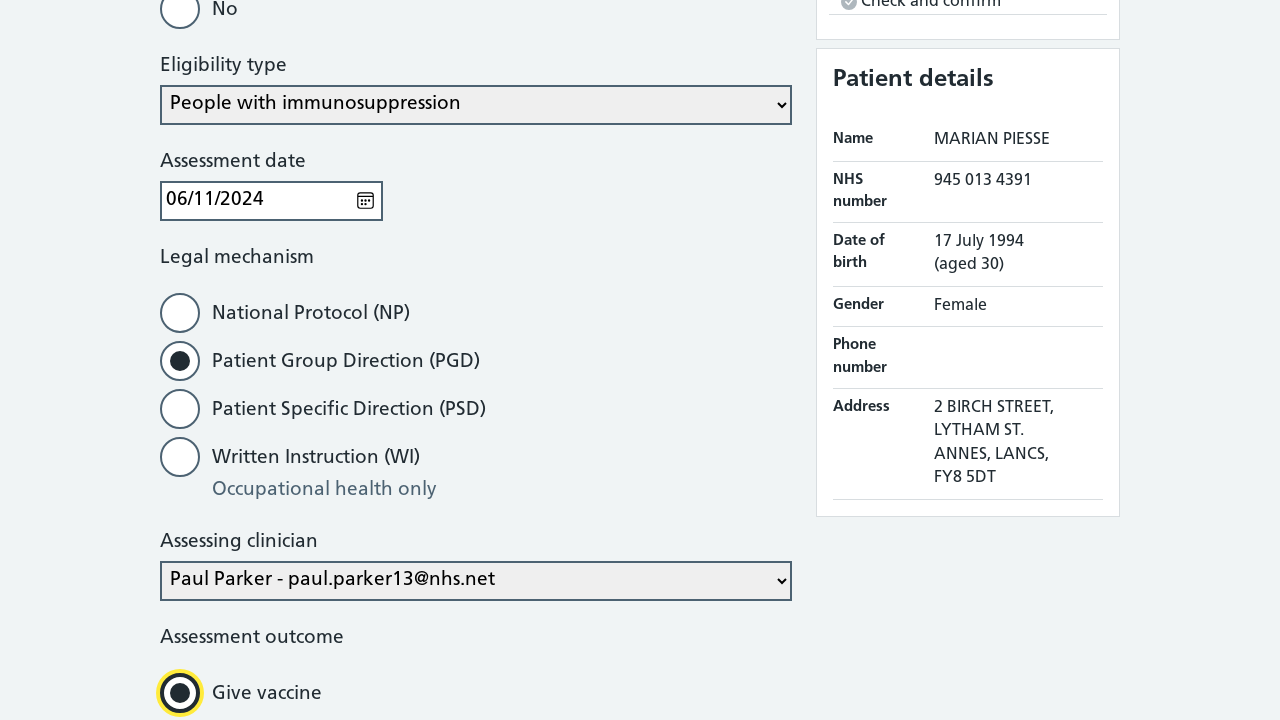 No
Eligibility type
People with immunosuppression
Assessment date
06/11/2024
Legal mechanism
National Protocol (NP)
Patient Group Direction (PGD)
Patient Specific Direction (PSD)
Written Instruction (WI)
Occupational health only
Assessing clinician
Paul Parker - paul.parker13@nhs.net
Assessment outcome
Give vaccine
Check and confirm
Patient details
Name MARIAN PIESSE
NHS number 945 013 4391
Date of birth 17 July 1994
(aged 30)
Gender Female
Phone number
Address 2 BIRCH STREET,
LYTHAM ST.
ANNES, LANCS,
FY8 5DT